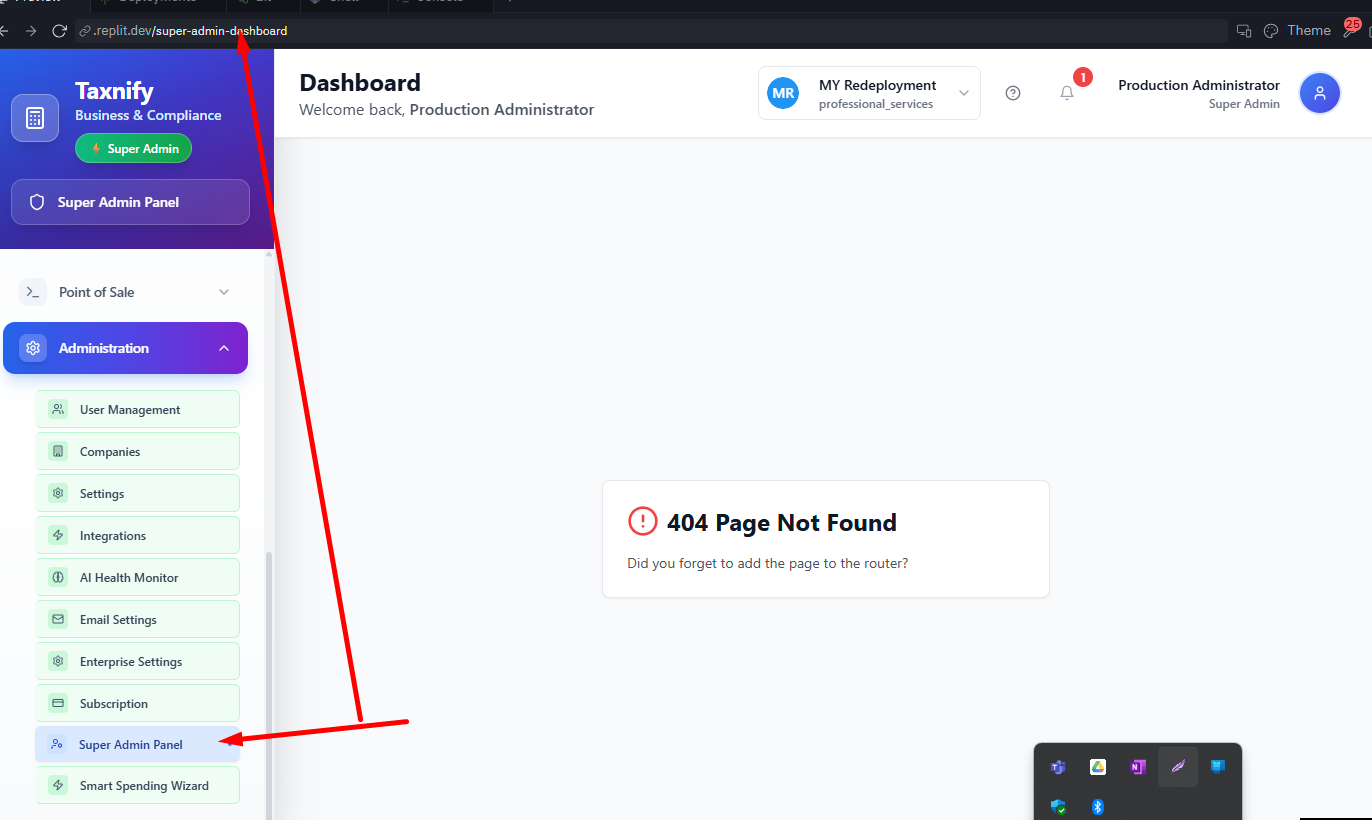 .replit.dev/super-admin-dashboard
Theme
25
Taxnify
Business & Compliance
Super Admin
Super Admin Panel
Dashboard
Welcome back, Production Administrator
MR
MY Redeployment
professional_services
1
Production Administrator
Super Admin
Point of Sale
Administration
User Management
Companies
Settings
Integrations
AI Health Monitor
Email Settings
Enterprise Settings
Subscription
Super Admin Panel
Smart Spending Wizard
404 Page Not Found
Did you forget to add the page to the router?